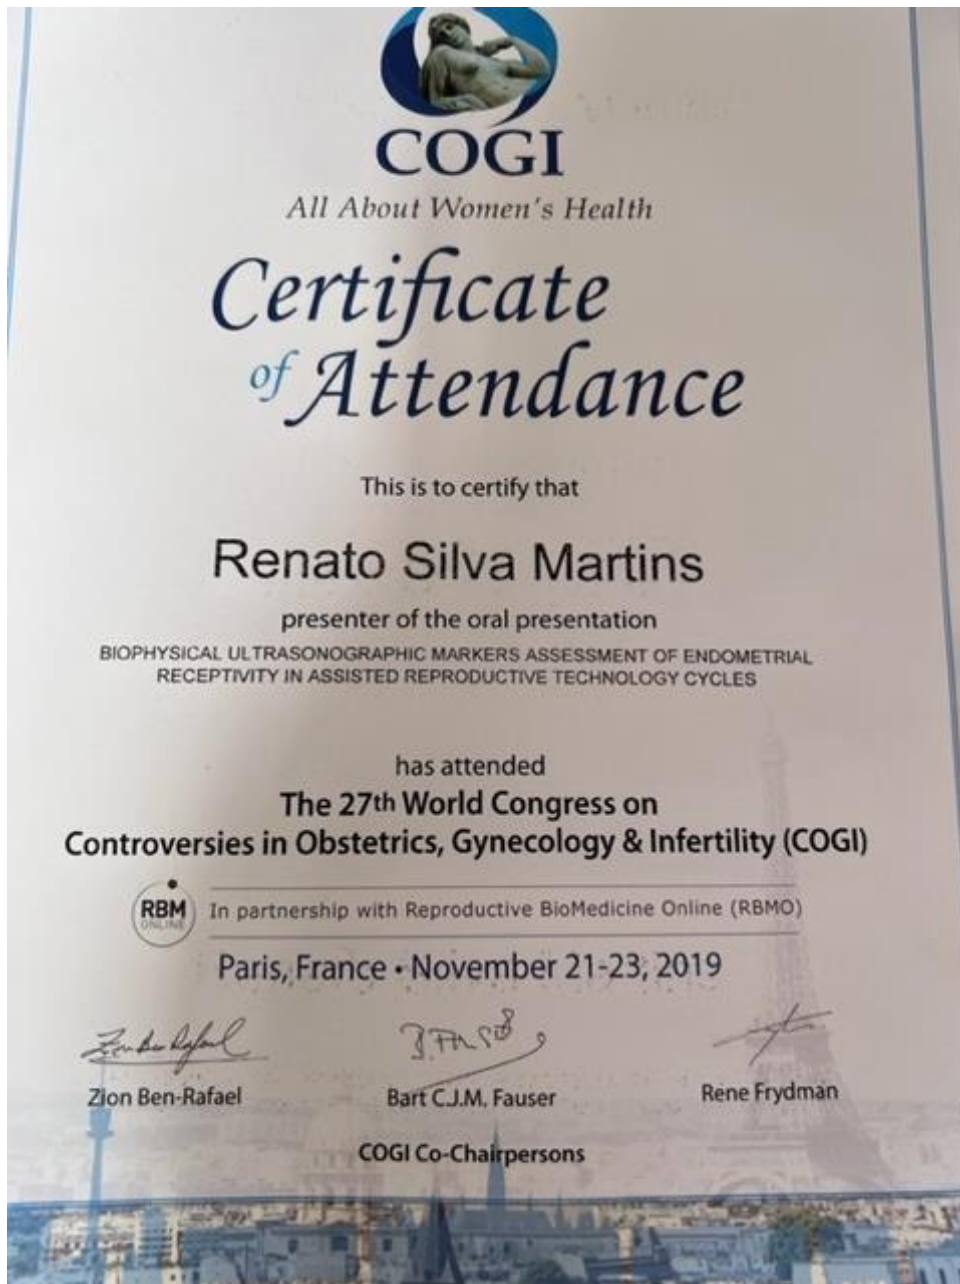 COGI
All About Women's Health
Certificate
of Attendance
This is to certify that
Renato Silva Martins
presenter of the oral presentation
BIOPHYSICAL ULTRASONOGRAPHIC MARKERS ASSESSMENT OF ENDOMETRIAL
RECEPTIVITY IN ASSISTED REPRODUCTIVE TECHNOLOGY CYCLES
has attended
The 27th World Congress on
Controversies in Obstetrics, Gynecology & Infertility (COGI)
RBM
ONLINE
In partnership with Reproductive BioMedicine Online (RBMO)
Paris, France • November 21-23, 2019
Zion Ben-Rafael
Bart C.J.M. Fauser
Rene Frydman
COGI Co-Chairpersons